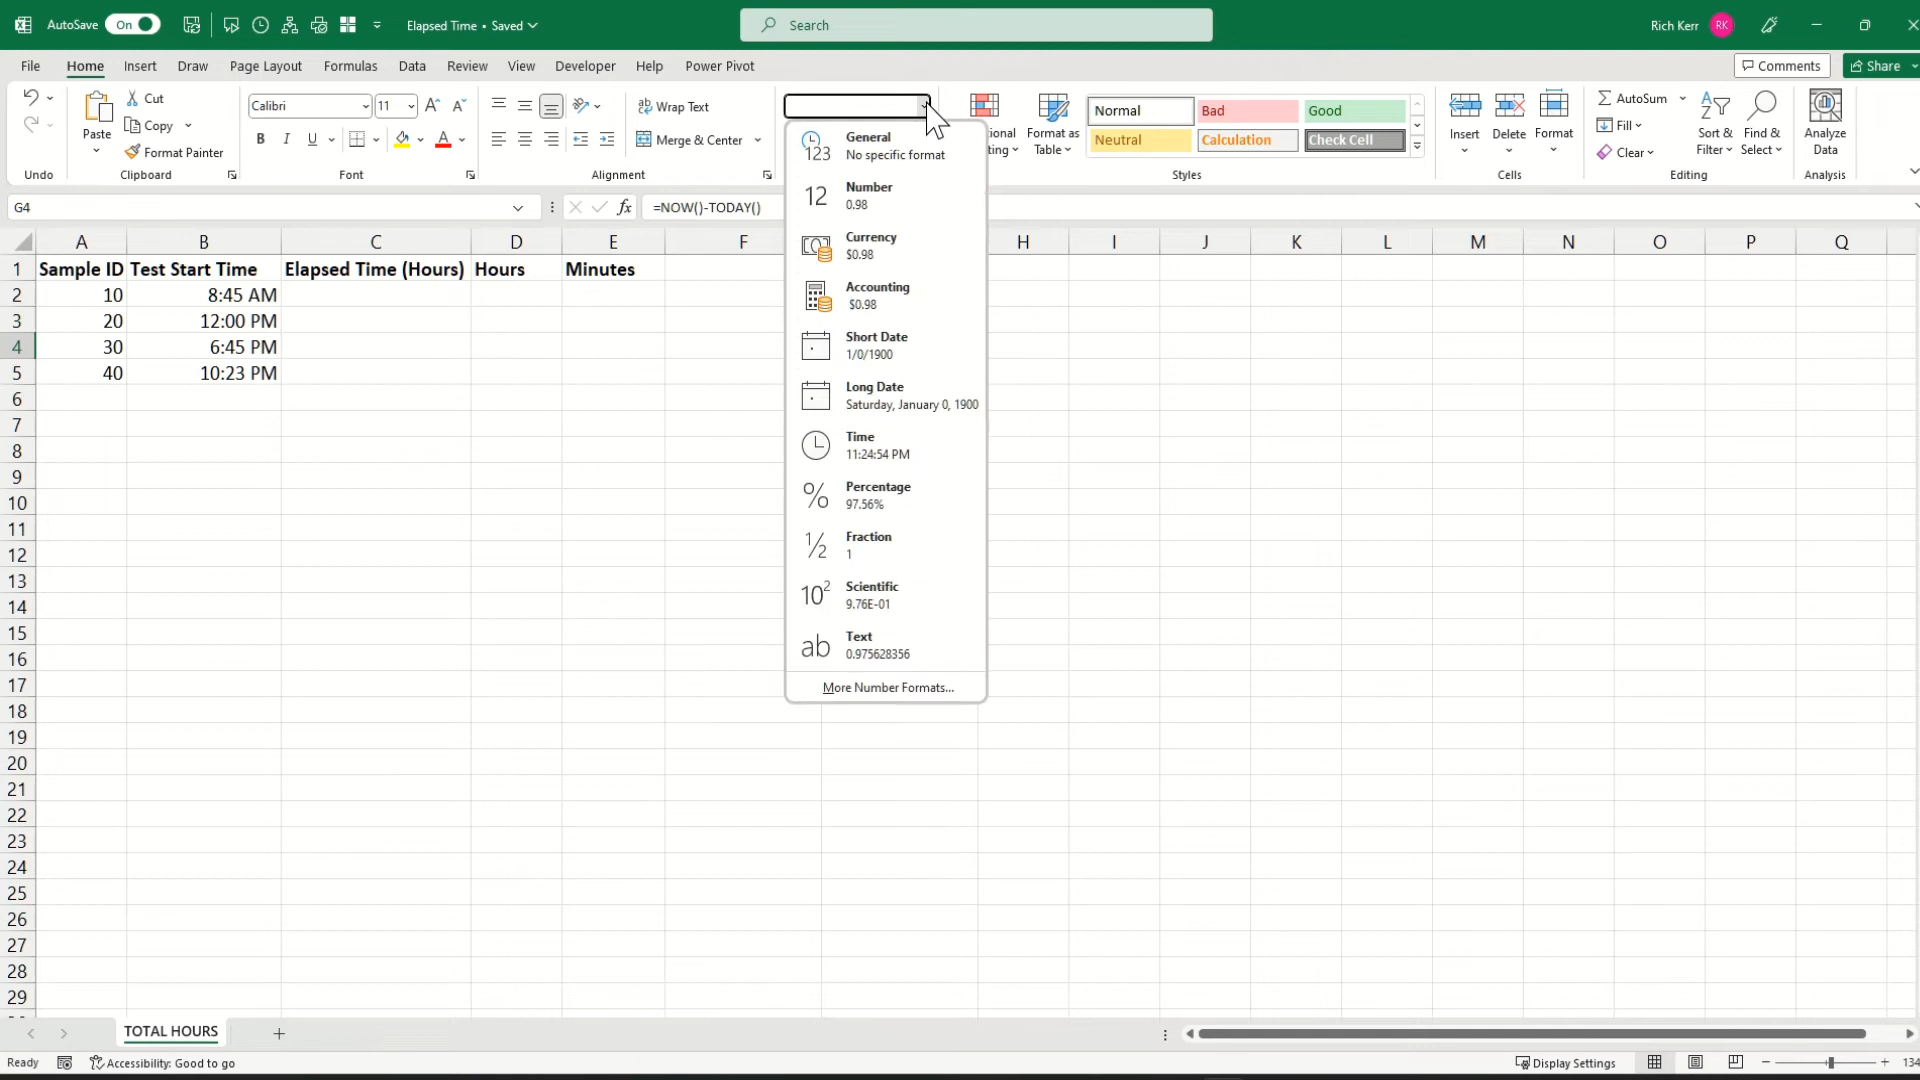 AutoSave On Elapsed Time • Saved Search Rich Kerr RK
File Home Insert Draw Page Layout Formulas Data Review View Developer Help Power Pivot Comments Share
Cut
Copy
Format Painter
Paste
Undo
Clipboard
Calibri 11
B I U A
Font
Wrap Text
Merge & Center
Alignment
Format as
Table
Normal Bad Good
Neutral Calculation Check Cell
Styles
Insert Delete Format
Cells
AutoSum
Fill
Clear
Sort &
Filter
Find &
Select
Editing
Analyze
Data
Analysis
G4 fx =NOW()-TODAY()
General
No specific format
Number
0.98
Currency
$0.98
Accounting
$0.98
Short Date
1/0/1900
Long Date
Saturday, January 0, 1900
Time
11:24:54 PM
Percentage
97.56%
Fraction
1
Scientific
9.76E-01
Text
0.975628356
More Number Formats...
A B C D E F H I J K L M N O P Q
1 Sample ID Test Start Time Elapsed Time (Hours) Hours Minutes
2 10 8:45 AM
3 20 12:00 PM
4 30 6:45 PM
5 40 10:23 PM
6
7
8
9
10
11
12
13
14
15
16
17
18
19
20
21
22
23
24
25
26
27
28
29
TOTAL HOURS
Ready Accessibility: Good to go Display Settings